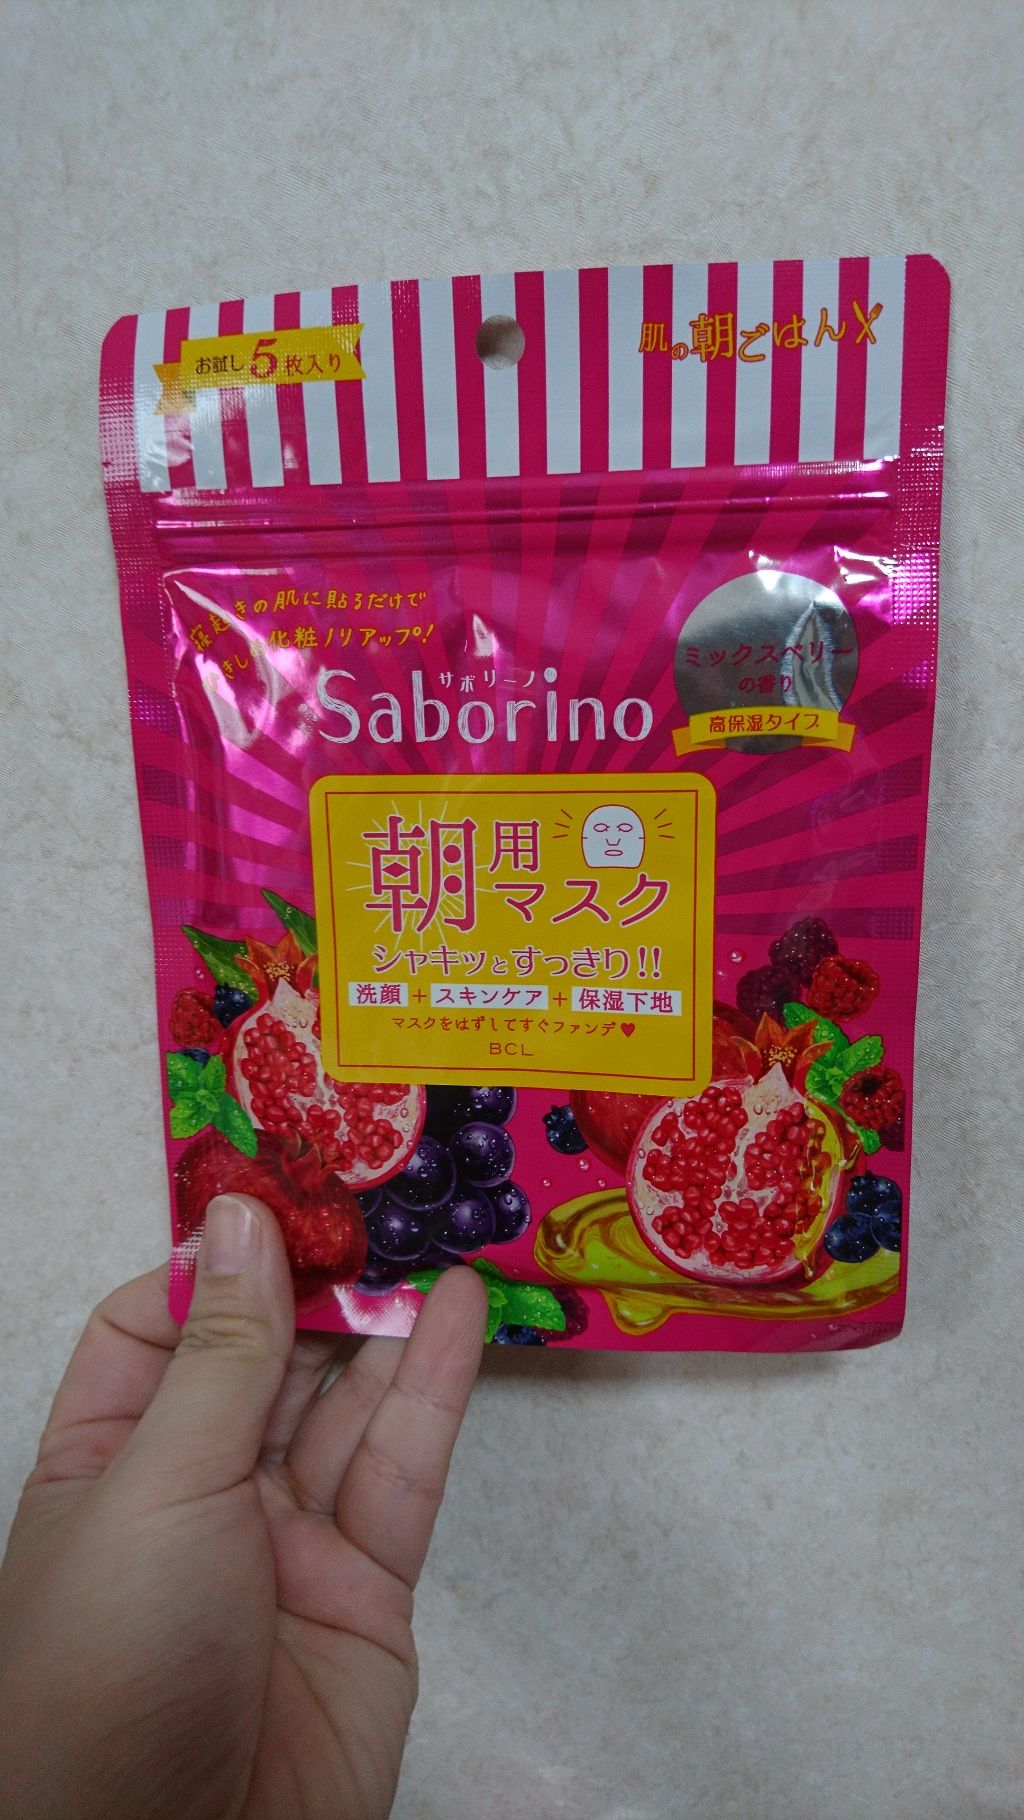 お試し5枚入り
肌の朝ごはん
きの肌に貼るだけで
化粧ノリアップ!
サボリーノ
Saborino
ミックスベリー
の香り
高保湿タイプ
朝用
マスク
シャキッとすっきり!!
洗顔+スキンケア+保湿下地
マスクをはずしてすぐファンデ♥
BCL